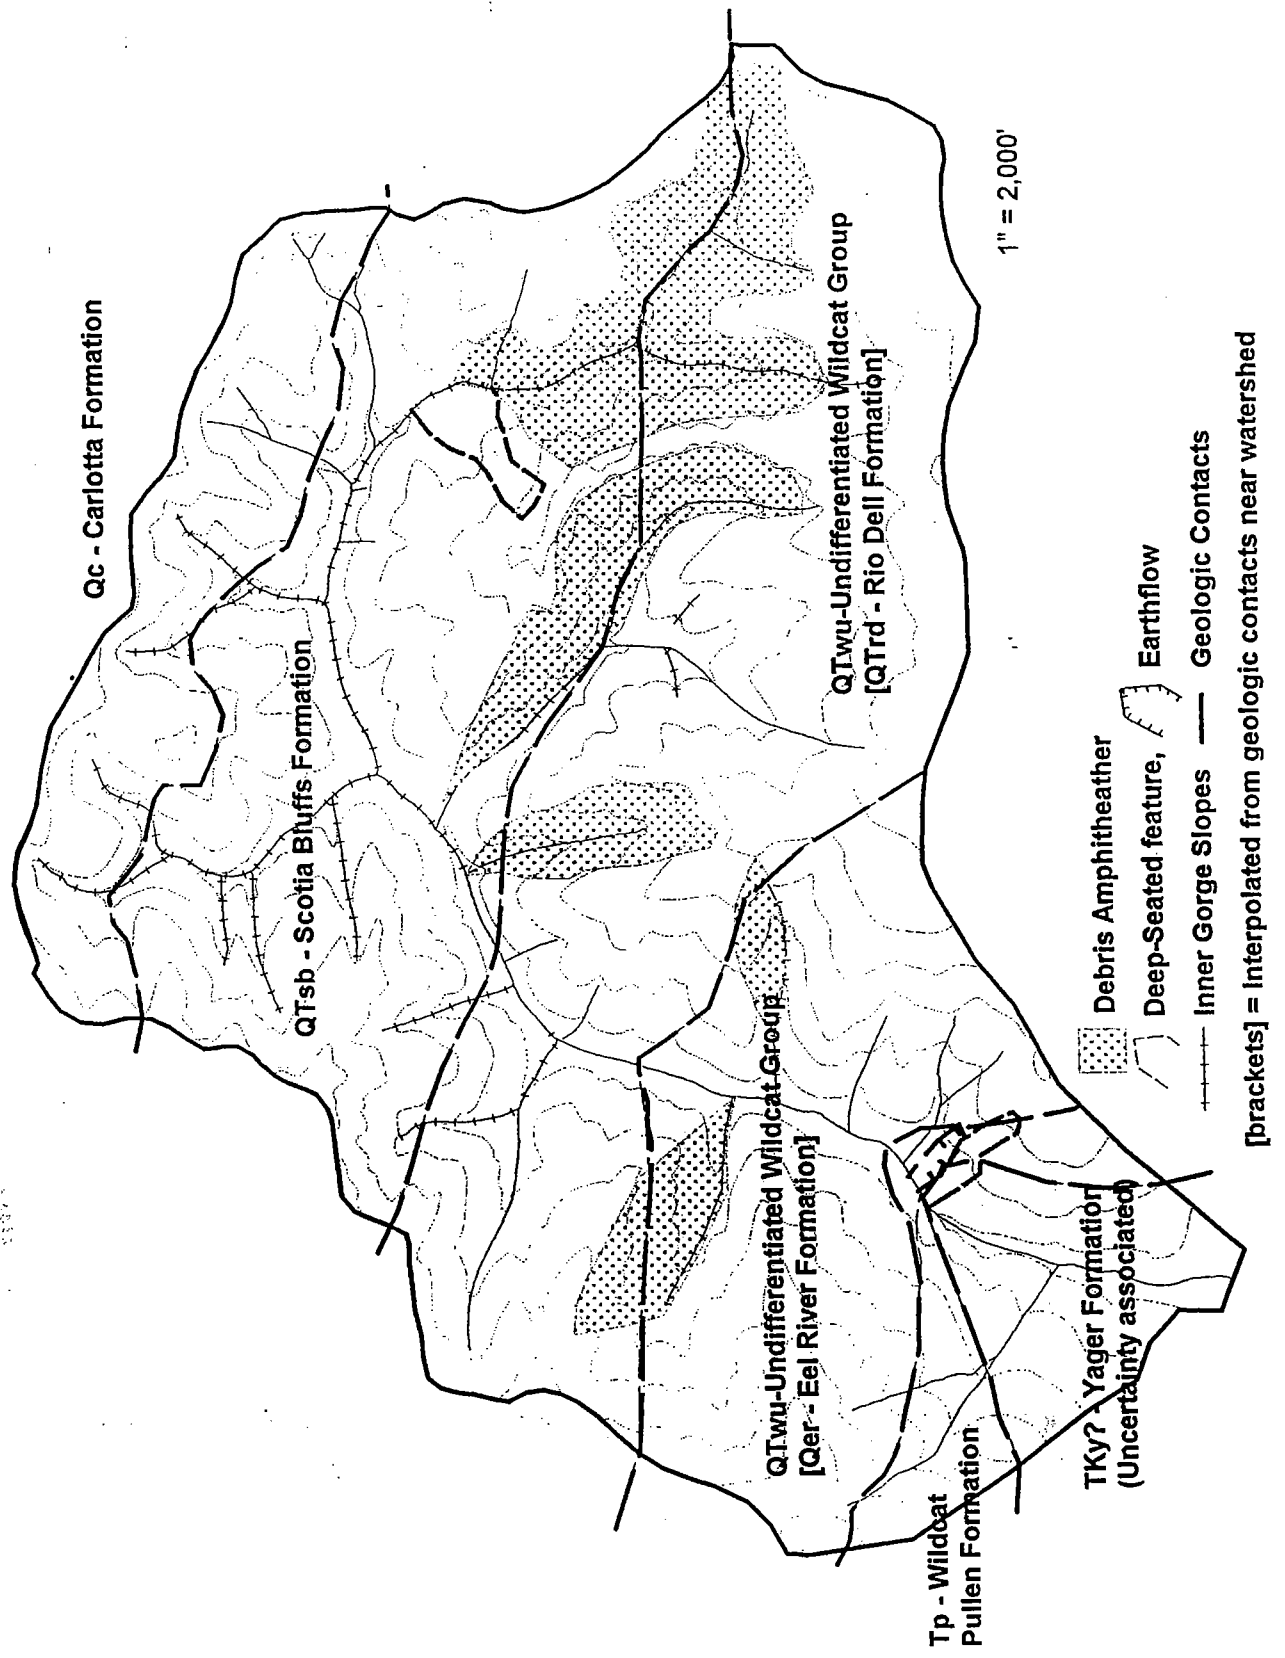 Qc - Carlotta Formation
QTsb - Scotia Bluffs Formation
QTwu-Undifferentiated Wildcat Group
[QTrd - Rio Dell Formation]
QTwu-Undifferentiated Wildcat Group
[Qer - Eel River Formation]
Tp - Wildcat
Pullen Formation
TKy? - Yager Formation
(Uncertainty associated)
1" = 2,000'
Debris Amphitheater
Deep-Seated feature, Earthflow
Inner Gorge Slopes Geologic Contacts
[brackets] = Interpolated from geologic contacts near watershed